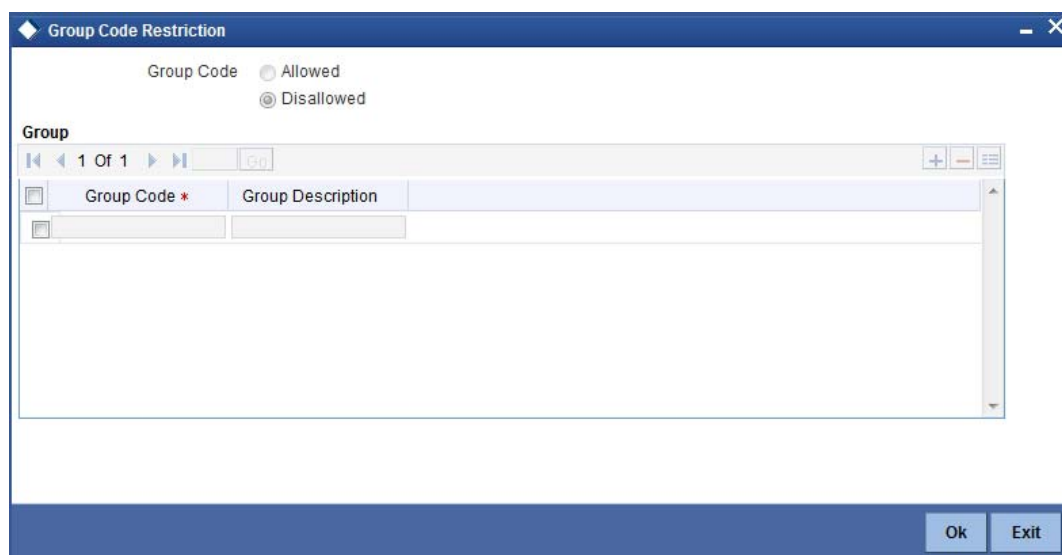 Group Code Restriction
Group Code Allowed
Disallowed
Group
1 Of 1 Go
Group Code * Group Description
Ok Exit